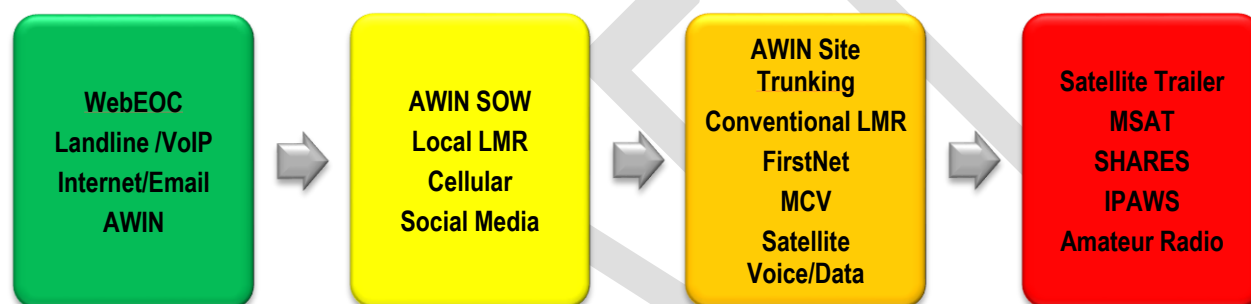 WebEOC
Landline /VoIP
Internet/Email
AWIN
AWIN SOW
Local LMR
Cellular
Social Media
AWIN Site
Trunking
Conventional LMR
FirstNet
MCV
Satellite
Voice/Data
Satellite Trailer
MSAT
SHARES
IPAWS
Amateur Radio